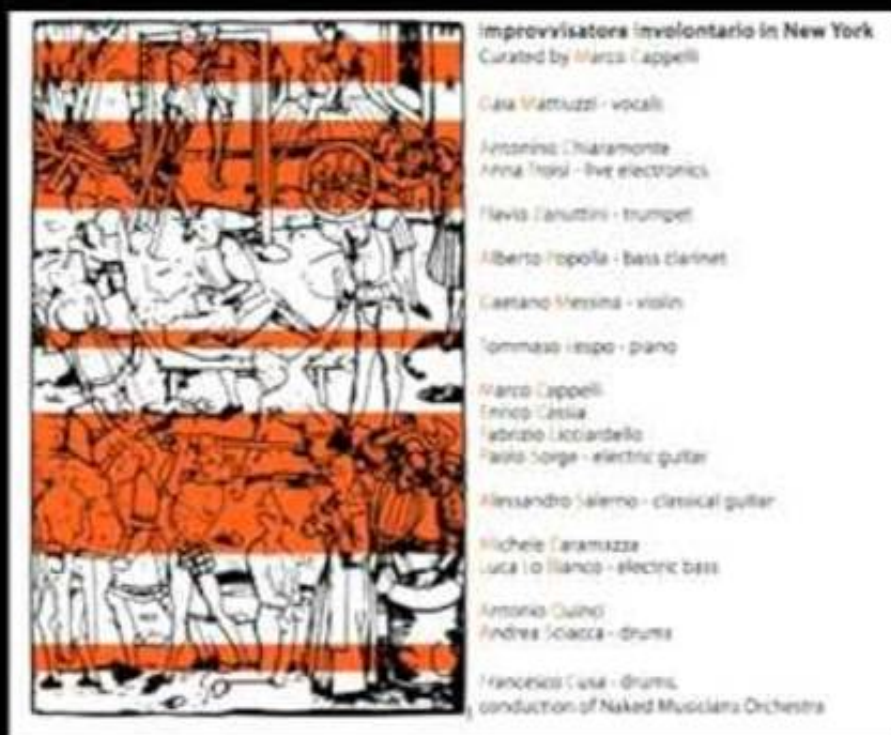 Improvvisatore Involontario in New York
Curated by Marco Cappelli
Gaia Mattiuzzi - vocals
Antonino Chiaramonte
Anna Troisi - live electronics
Flavio Zanuttini - trumpet
Alberto Popolla - bass clarinet
Gaetano Messina - violin
Tommaso Vespo - piano
Marco Cappelli
Enrico Cassia
Fabrizio Licciardello
Paolo Sorge - electric guitar
Alessandro Salerno - classical guitar
Michele Caramazza
Luca Lo Bianco - electric bass
Antonio Quinci
Andrea Sciacca - drums
Francesco Cusa - drums,
conduction of Naked Musicians Orchestra